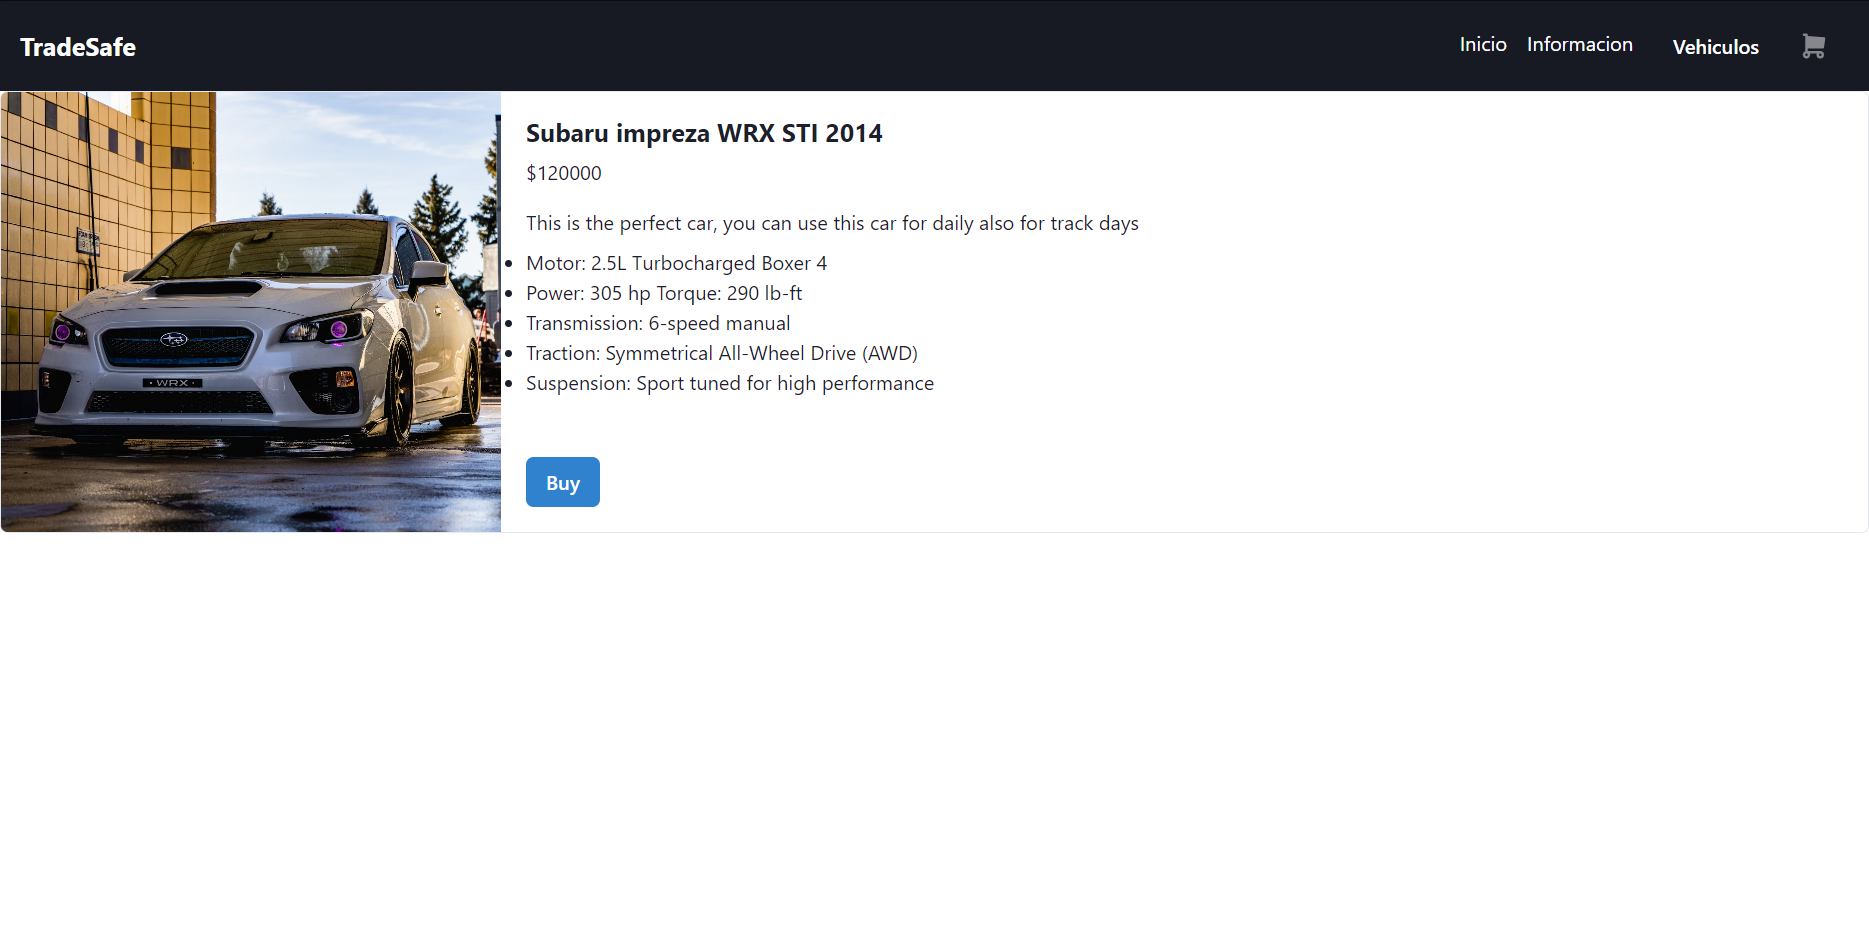 TradeSafe
Inicio Informacion Vehiculos
Subaru impreza WRX STI 2014
$120000
This is the perfect car, you can use this car for daily also for track days
Motor: 2.5L Turbocharged Boxer 4
Power: 305 hp Torque: 290 lb-ft
Transmission: 6-speed manual
Traction: Symmetrical All-Wheel Drive (AWD)
Suspension: Sport tuned for high performance
Buy
WRX